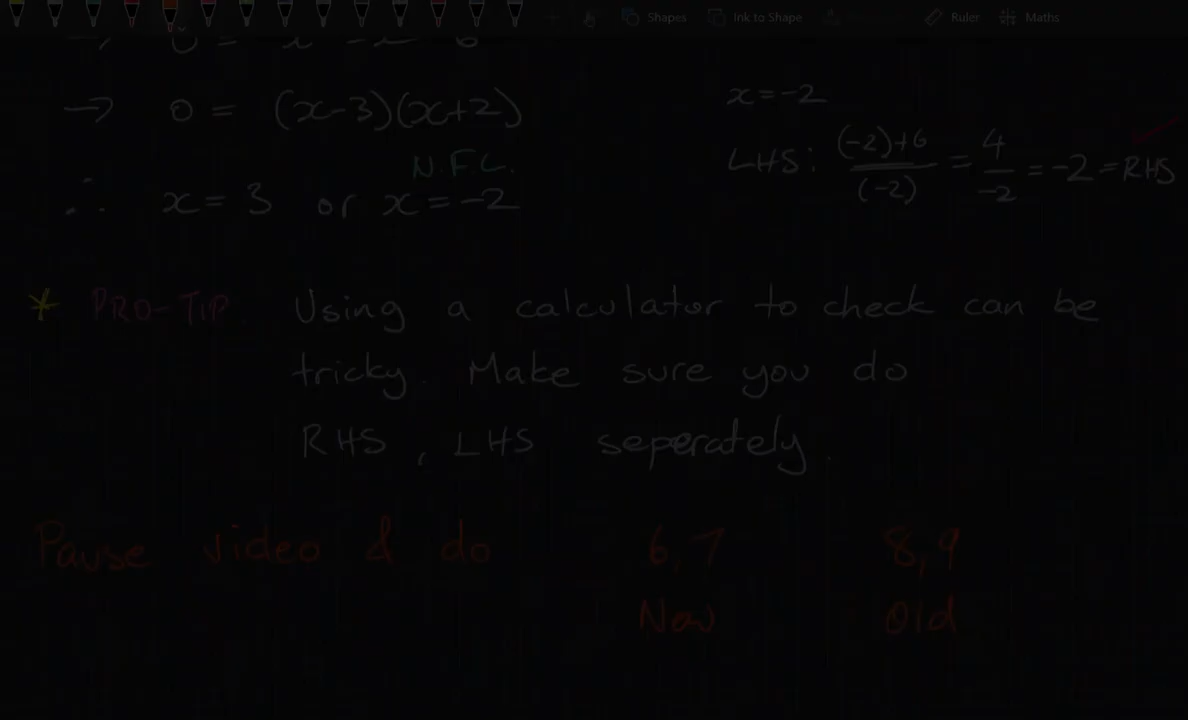 Shapes Ink to Shape Ruler Maths
→ 0 = (x-3)(x+2)
N.F.C.
∴ x = 3 or x = -2
x = -2
LHS: ((-2)+6)/(-2) = 4/-2 = -2 = RHS
* PRO-TIP: Using a calculator to check can be
tricky. Make sure you do
RHS, LHS seperately.
Pause video & do 6,7 8,9
New Old